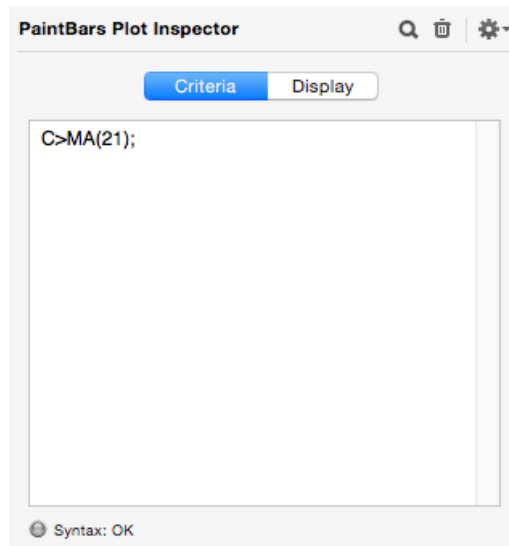 PaintBars Plot Inspector
Criteria Display
C>MA(21);
Syntax: OK